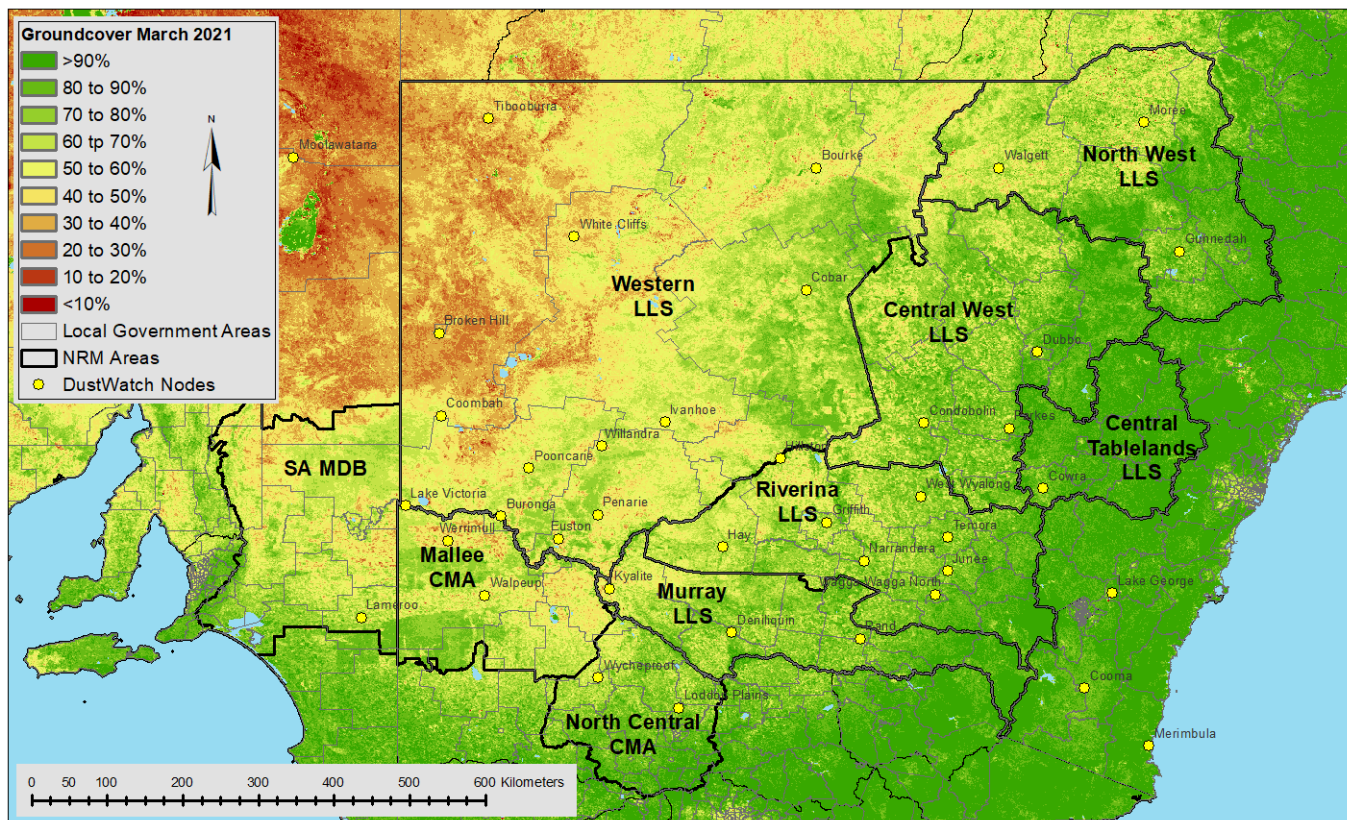 Groundcover March 2021
>90%
80 to 90%
70 to 80%
60 tp 70%
50 to 60%
40 to 50%
30 to 40%
20 to 30%
10 to 20%
<10%
Local Government Areas
NRM Areas
DustWatch Nodes
N
Tibooburra
Moree
Moolawatana
Bourke
Walgett
North West
LLS
White Cliffs
Gunnedah
Western
LLS
Cobar
Central West
LLS
Broken Hill
Dubbo
Coombah
Ivanhoe
Condobolin
Parkes
Central
Tablelands
LLS
Willandra
Hillston
SA MDB
Pooncarie
Riverina
LLS
West Wyalong
Cowra
Lake Victoria
Buronga
Penarie
Griffith
Temora
Werrimull
Euston
Hay
Narrandera
Junee
Mallee
CMA
Walpeup
Kyalite
Murray
LLS
Wagga Wagga North
Lake George
Lameroo
Deniliquin
Rand
Wycheproof
Cooma
Loddon Plains
North Central
CMA
Merimbula
0 50 100 200 300 400 500 600 Kilometers